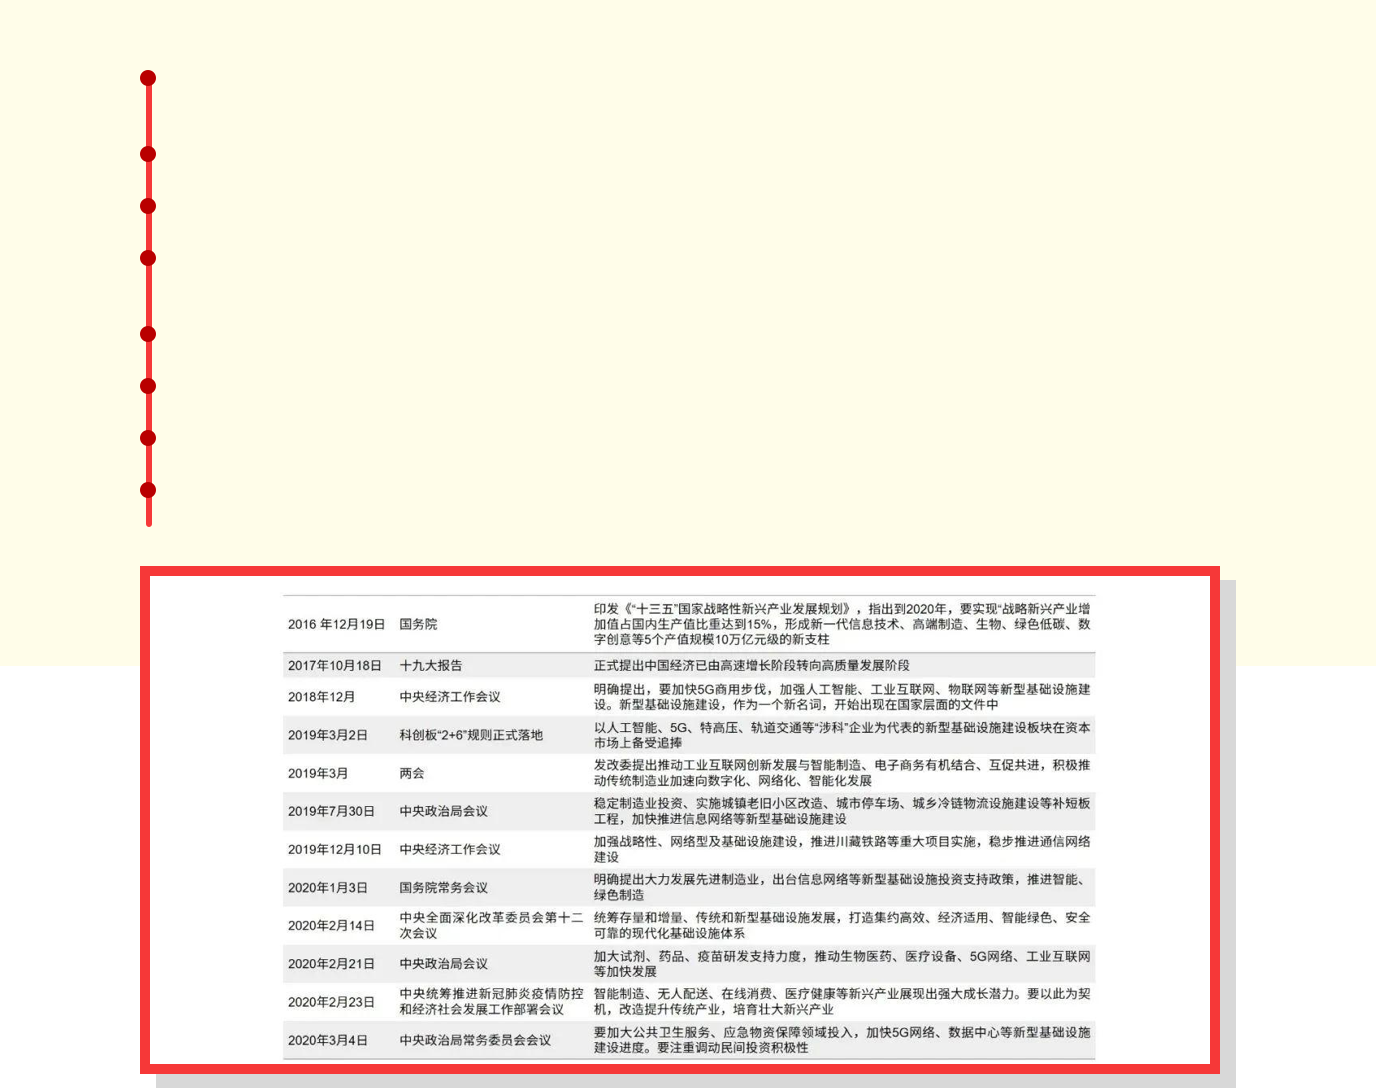 2016 年12月19日 国务院 印发《“十三五”国家战略性新兴产业发展规划》，指出到2020年，要实现“战略新兴产业增
加值占国内生产值比重达到15%，形成新一代信息技术、高端制造、生物、绿色低碳、数
字创意等5个产值规模10万亿元级的新支柱
2017年10月18日 十九大报告 正式提出中国经济已由高速增长阶段转向高质量发展阶段
2018年12月 中央经济工作会议 明确提出，要加快5G商用步伐，加强人工智能、工业互联网、物联网等新型基础设施建
设。新型基础设施建设，作为一个新名词，开始出现在国家层面的文件中
2019年3月2日 科创板“2+6”规则正式落地 以人工智能、5G、特高压、轨道交通等“涉科”企业为代表的新型基础设施建设板块在资本
市场上备受追捧
2019年3月 两会 发改委提出推动工业互联网创新发展与智能制造、电子商务有机结合、互促共进，积极推
动传统制造业加速向数字化、网络化、智能化发展
2019年7月30日 中央政治局会议 稳定制造业投资、实施城镇老旧小区改造、城市停车场、城乡冷链物流设施建设等补短板
工程，加快推进信息网络等新型基础设施建设
2019年12月10日 中央经济工作会议 加强战略性、网络型及基础设施建设，推进川藏铁路等重大项目实施，稳步推进通信网络
建设
2020年1月3日 国务院常务会议 明确提出大力发展先进制造业，出台信息网络等新型基础设施投资支持政策，推进智能、
绿色制造
2020年2月14日 中央全面深化改革委员会第十二 统筹存量和增量、传统和新型基础设施发展，打造集约高效、经济适用、智能绿色、安全
次会议 可靠的现代化基础设施体系
2020年2月21日 中央政治局会议 加大试剂、药品、疫苗研发支持力度，推动生物医药、医疗设备、5G网络、工业互联网
等加快发展
2020年2月23日 中央统筹推进新冠肺炎疫情防控 智能制造、无人配送、在线消费、医疗健康等新兴产业展现出强大成长潜力。要以此为契
和经济社会发展工作部署会议 机，改造提升传统产业，培育壮大新兴产业
2020年3月4日 中央政治局常务委员会会议 要加大公共卫生服务、应急物资保障领域投入，加快5G网络、数据中心等新型基础设施
建设进度。要注重调动民间投资积极性